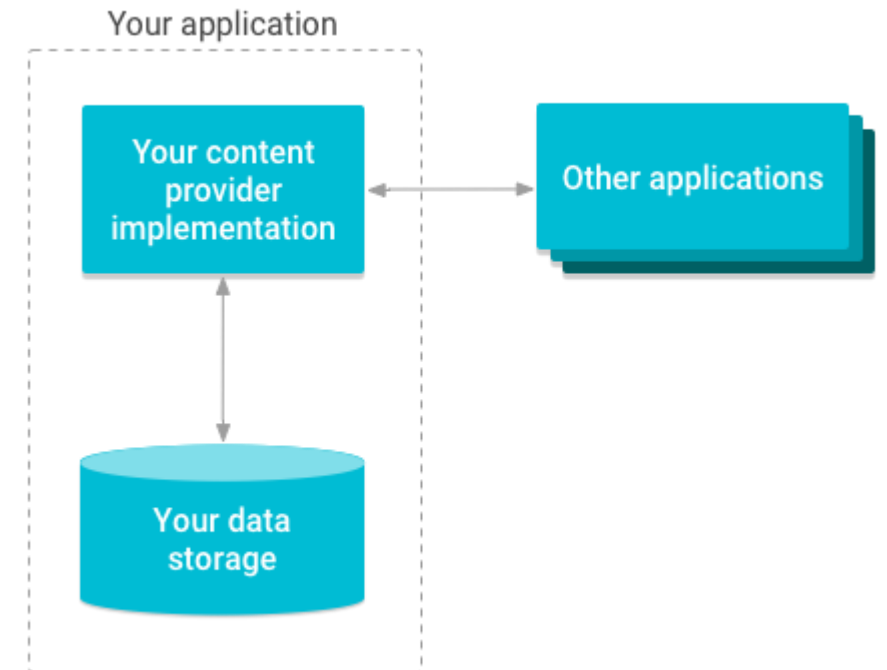 Your application
Your content
provider
implementation
Other applications
Your data
storage